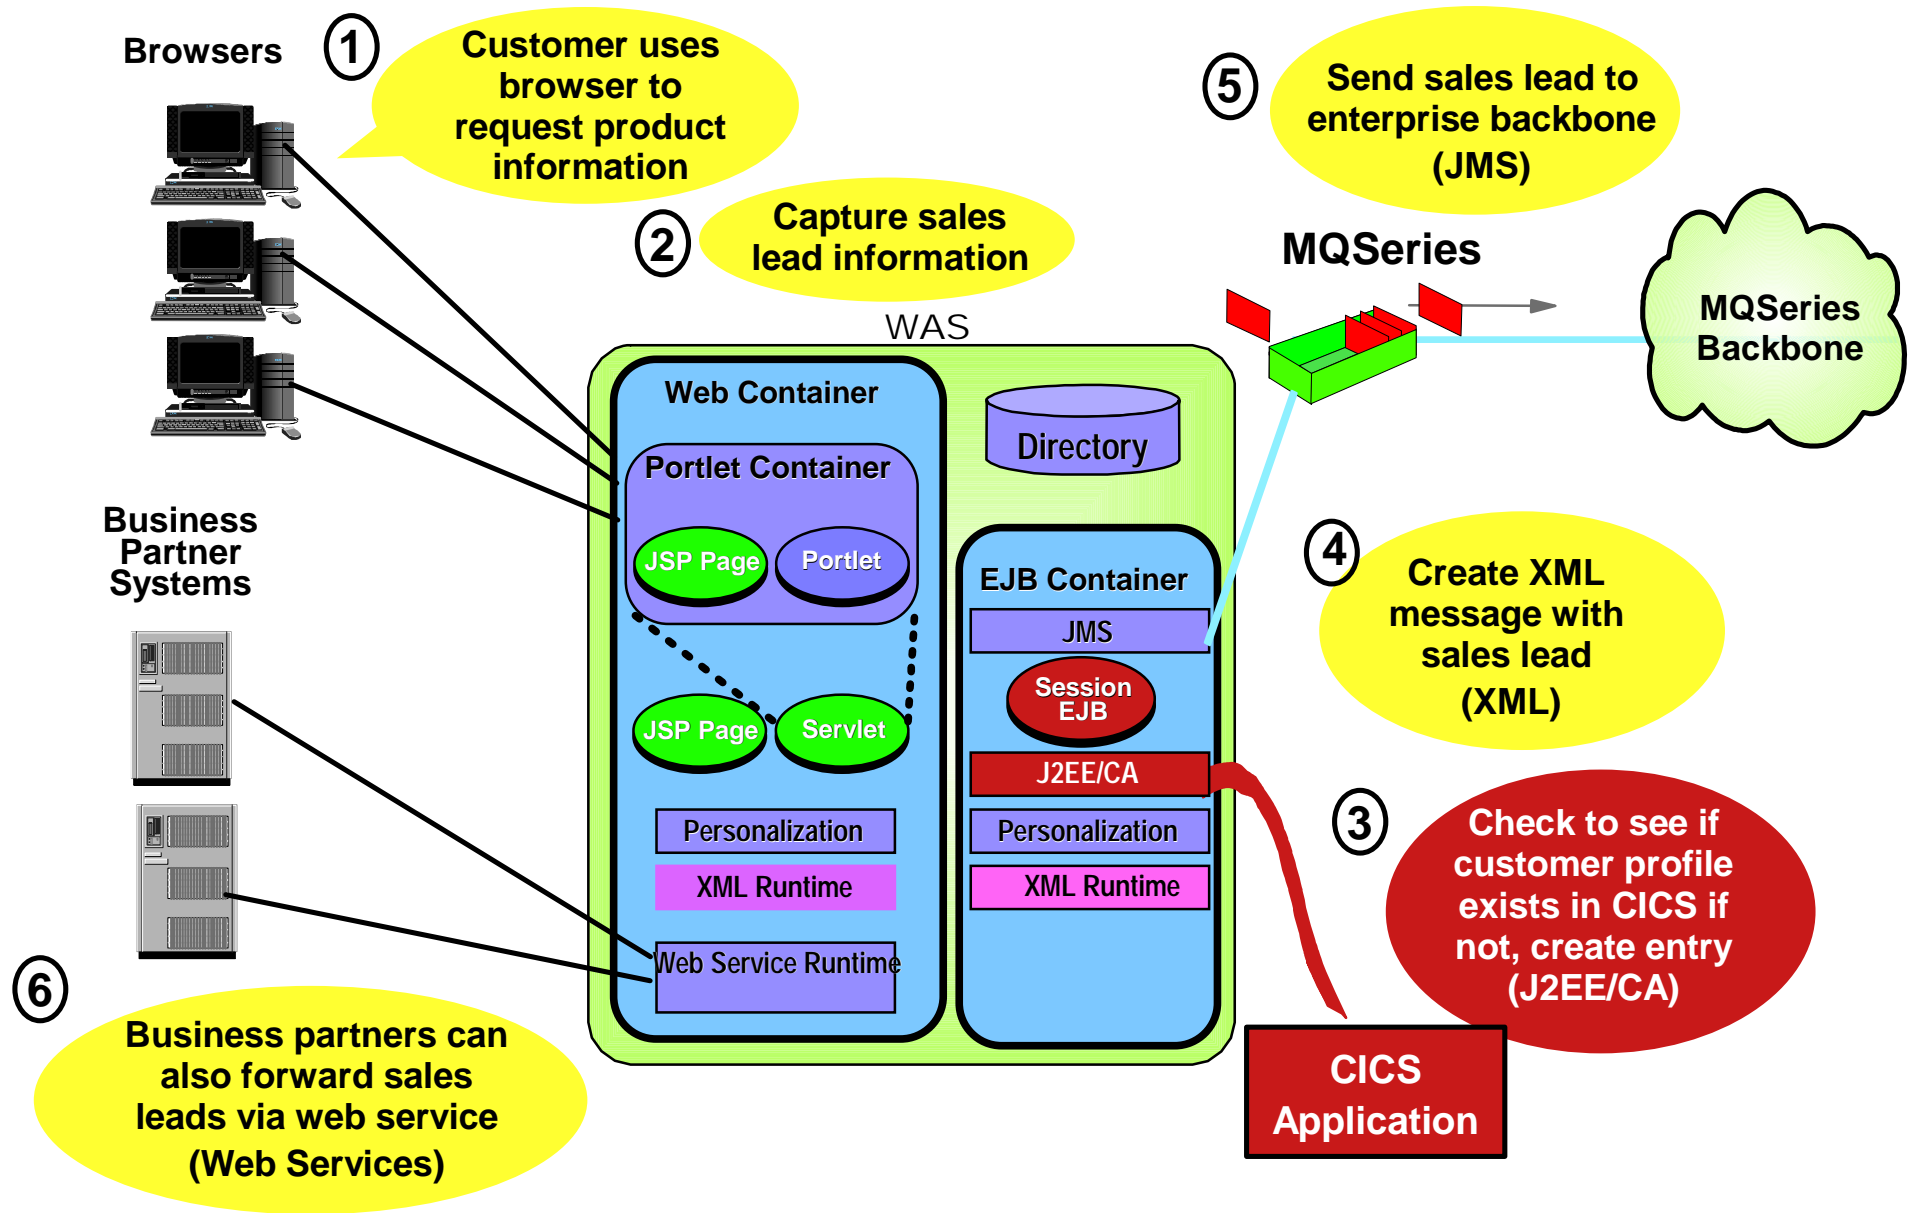 Browsers
1
Customer uses
browser to
request product
information
2
Capture sales
lead information
5
Send sales lead to
enterprise backbone
(JMS)
MQSeries
MQSeries
Backbone
WAS
Web Container
Portlet Container
JSP Page
Portlet
JSP Page
Servlet
Personalization
XML Runtime
Web Service Runtime
Directory
EJB Container
JMS
Session
EJB
J2EE/CA
Personalization
XML Runtime
4
Create XML
message with
sales lead
(XML)
3
Check to see if
customer profile
exists in CICS if
not, create entry
(J2EE/CA)
CICS
Application
Business
Partner
Systems
6
Business partners can
also forward sales
leads via web service
(Web Services)